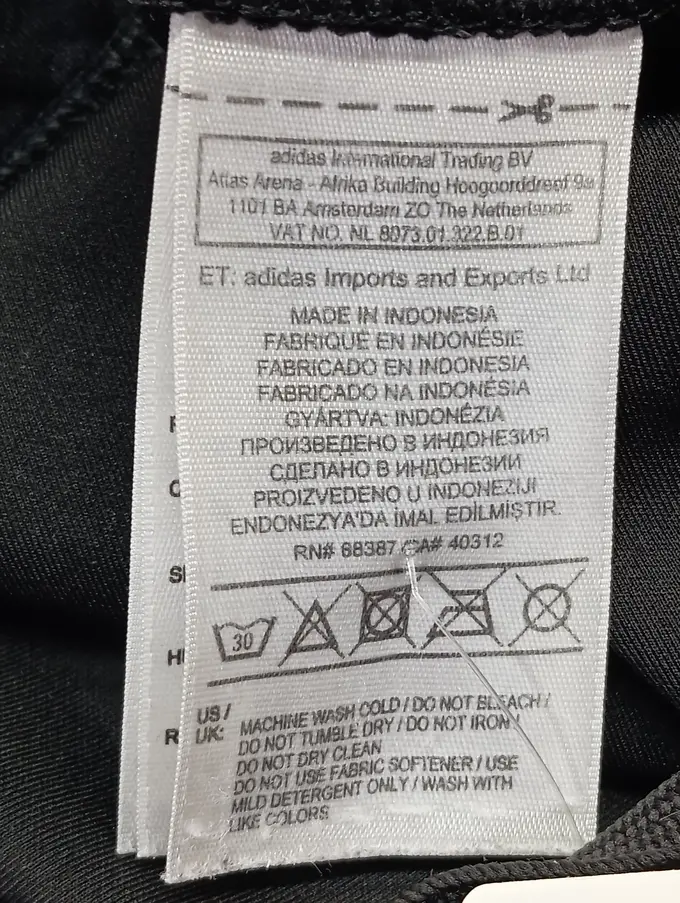 adidas International Trading BV
Atlas Arena - Afrika Building Hoogoorddreef 9a
1101 BA Amsterdam ZO The Netherlands
VAT NO. NL 8073.01.322.B.01
ET: adidas Imports and Exports Ltd
MADE IN INDONESIA
FABRIQUÉ EN INDONÉSIE
FABRICADO EN INDONESIA
FABRICADO NA INDONÉSIA
GYÁRTVA: INDONÉZIA
ПРОИЗВЕДЕНО В ИНДОНЕЗИЯ
СДЕЛАНО В ИНДОНЕЗИИ
PROIZVEDENO U INDONEZIJI
ENDONEZYA'DA İMAL EDİLMİŞTİR.
RN# 88387 CA# 40312
30
US / UK: MACHINE WASH COLD / DO NOT BLEACH /
DO NOT TUMBLE DRY / DO NOT IRON /
DO NOT DRY CLEAN
DO NOT USE FABRIC SOFTENER / USE
MILD DETERGENT ONLY / WASH WITH
LIKE COLORS